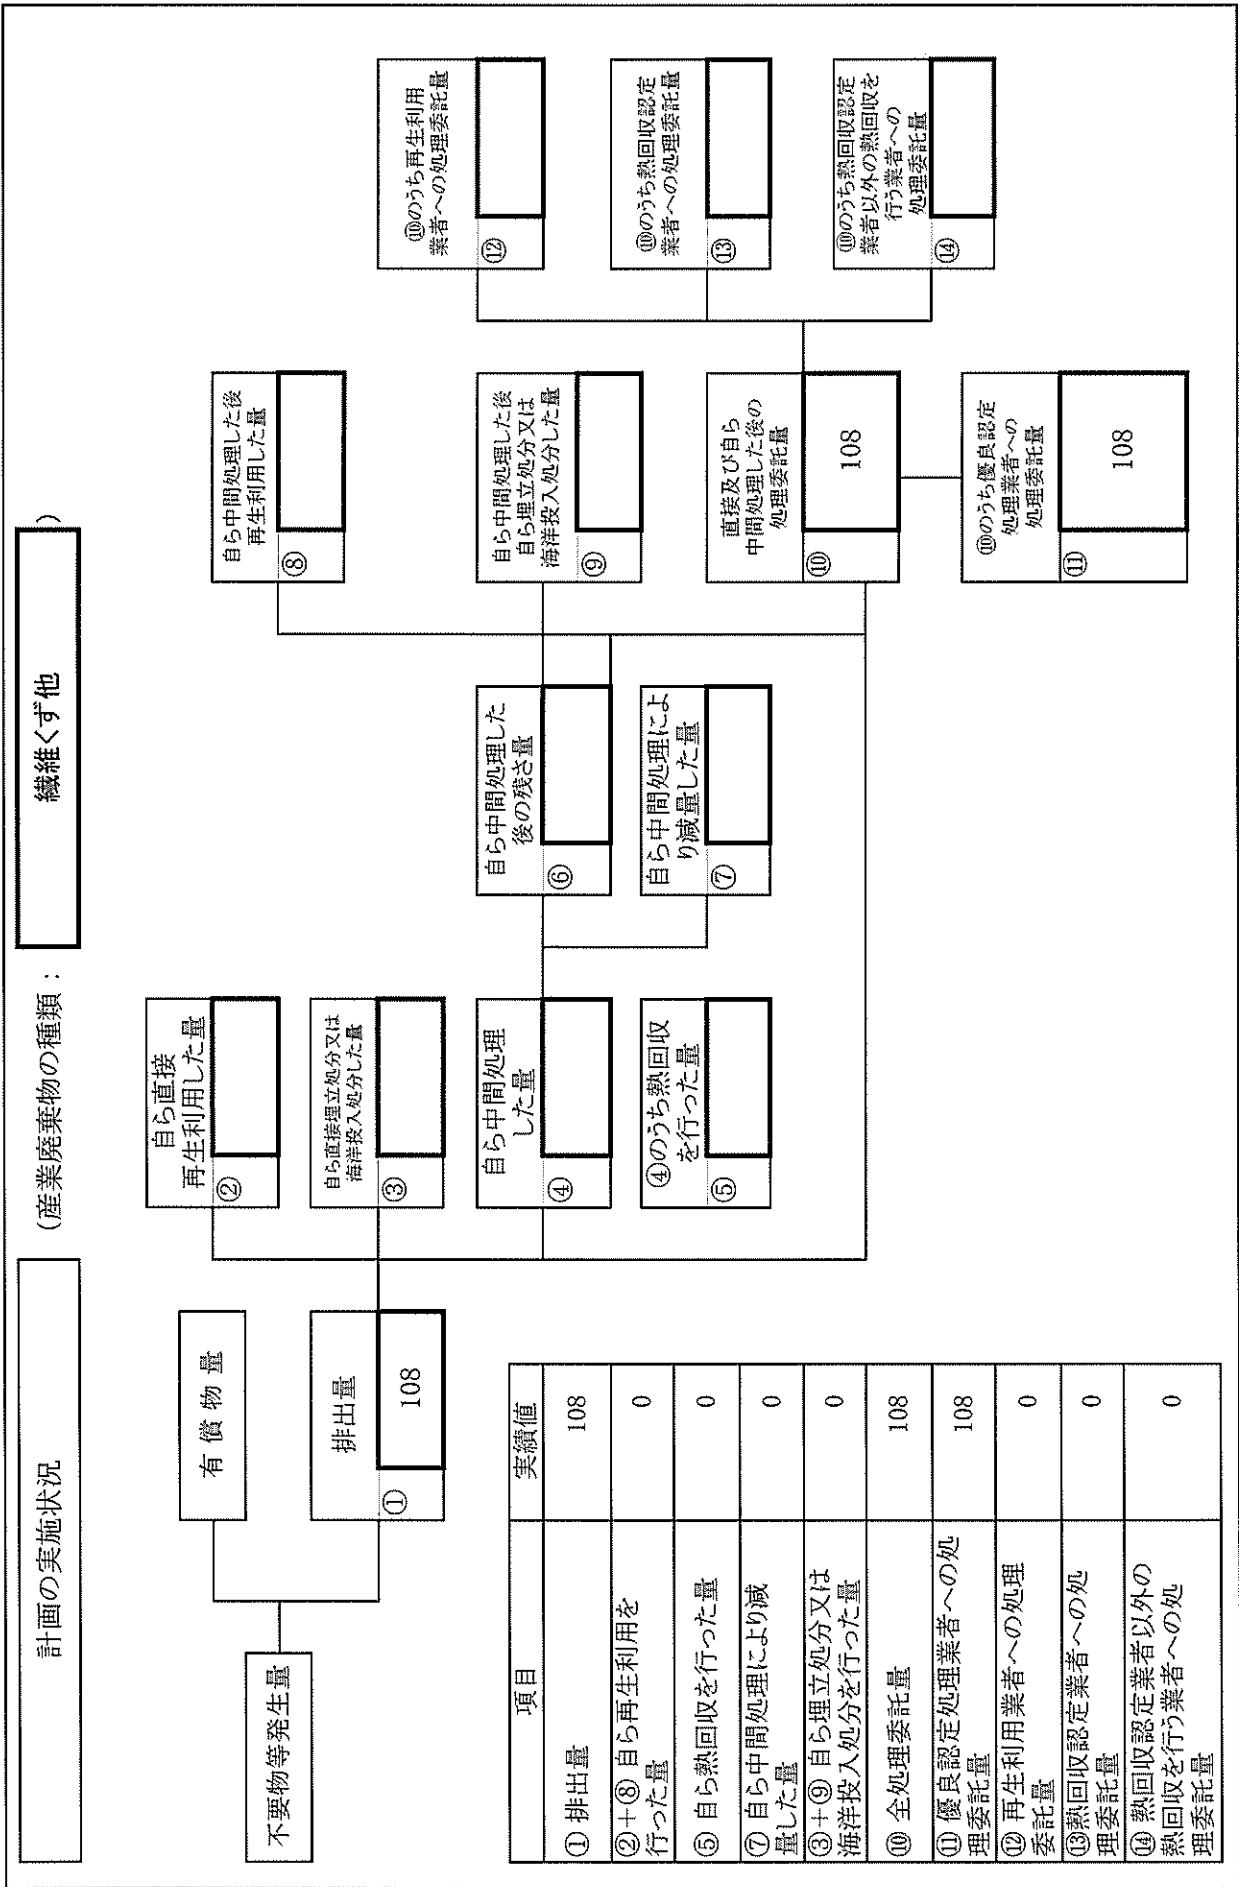 計画の実施状況
(産業廃棄物の種類：
繊維くず他
)
不要物等発生量
有 償 物 量
排出量
①
108
自ら直接
再生利用した量
②
自ら直接埋立処分又は
海洋投入処分した量
③
自ら中間処理
した量
④
④のうち熱回収
を行った量
⑤
自ら中間処理した
後の残さ量
⑥
自ら中間処理によ
り減量した量
⑦
自ら中間処理した後
再生利用した量
⑧
自ら中間処理した後
自ら埋立処分又は
海洋投入処分した量
⑨
直接及び自ら
中間処理した後の
処理委託量
⑩
108
⑩のうち優良認定
処理業者への
処理委託量
⑪
108
⑩のうち再生利用
業者への処理委託量
⑫
⑩のうち熱回収認定
業者への処理委託量
⑬
⑩のうち熱回収認定
業者以外の熱回収を
行う業者への
処理委託量
⑭
項目
実績値
① 排出量
108
②＋⑧ 自ら再生利用を
行った量
0
⑤ 自ら熱回収を行った量
0
⑦ 自ら中間処理により減
量した量
0
③＋⑨ 自ら埋立処分又は
海洋投入処分を行った量
0
⑩ 全処理委託量
108
⑪ 優良認定処理業者への処
理委託量
108
⑫ 再生利用業者への処理
委託量
0
⑬熱回収認定業者への処
理委託量
0
⑭ 熱回収認定業者以外の
熱回収を行う業者への処
理委託量
0